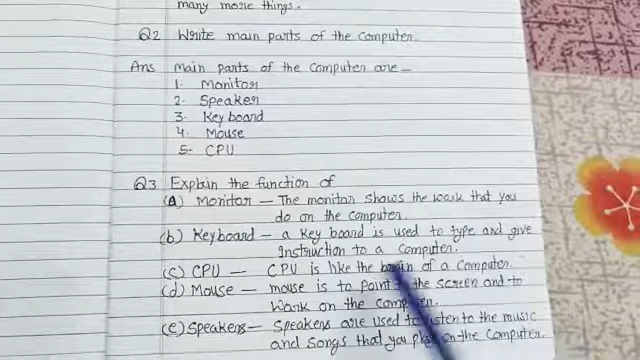 many more things.
Q2 Write main parts of the computer.
Ans main parts of the computer are –
1. Monitor
2. Speaker
3. Key board
4. Mouse
5. CPU
Q3 Explain the function of
(A) Monitor – The monitor shows the work that you
do on the computer.
(b) Keyboard – a key board is used to type and give
Instruction to a computer.
(c) CPU – CPU is like the brain of a computer.
(d) Mouse – mouse is to point the screen and to
Work on the computer.
(e) Speakers – Speakers are used to listen to the music
and songs that you play on the Computer.